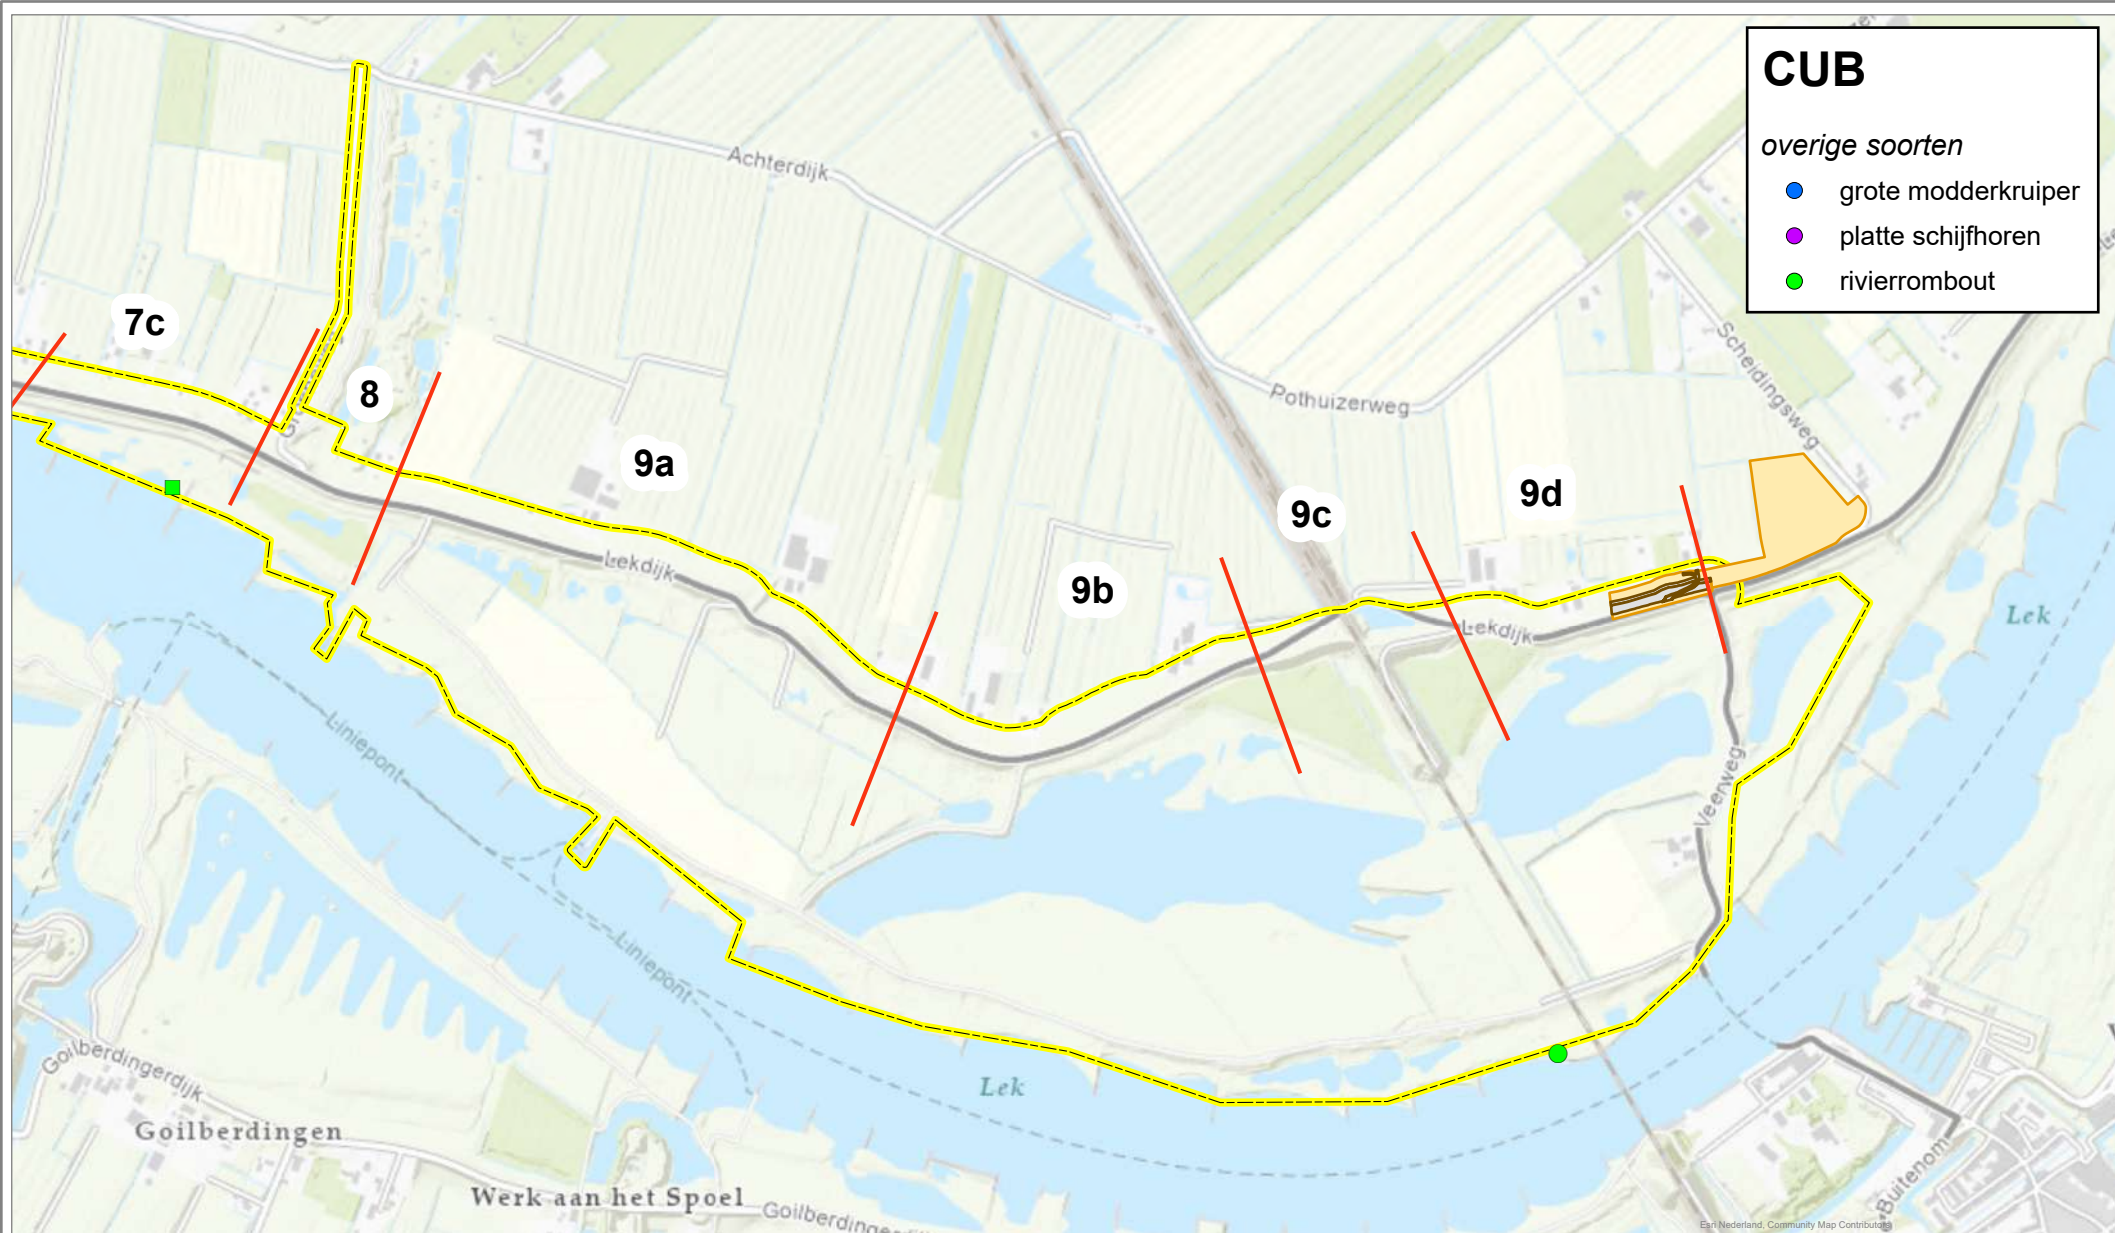 CUB
overige soorten
grote modderkruiper
platte schijfhoren
rivierrombout
Achterdijk
7c
8
Pothuizerweg
Scheidingsweg
9a
9b
9c
9d
Lekdijk
Lekdijk
Lek
Liniepont
Veerweg
Liniepont
Lek
Goilberdingerdijk
Goilberdingen
Werk aan het Spoel
Buitenom
Esri Nederland, Community Map Contributors